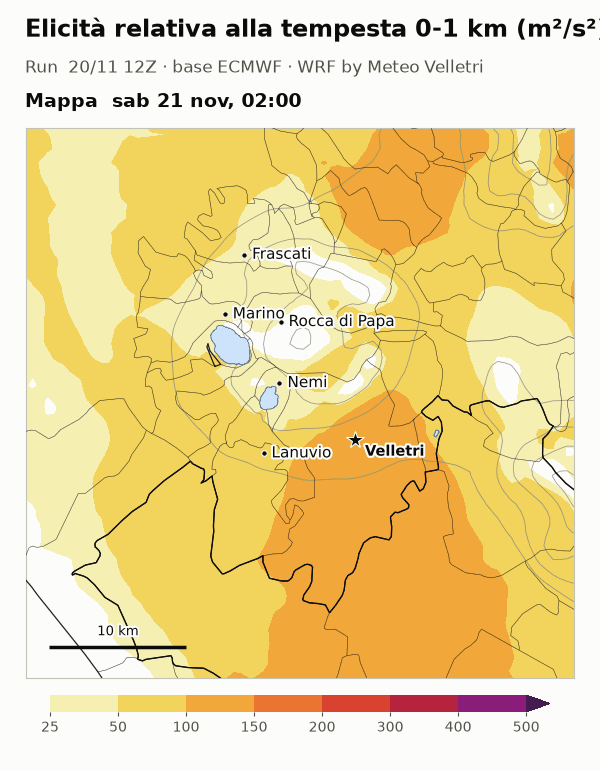 Elicità relativa alla tempesta 0-1 km (m²/s²)
Run  20/11 12Z · base ECMWF · WRF by Meteo Velletri
Mappa  sab 21 nov, 02:00
Frascati
Marino
Rocca di Papa
Nemi
Lanuvio
Velletri
10 km
25 50 100 150 200 300 400 500